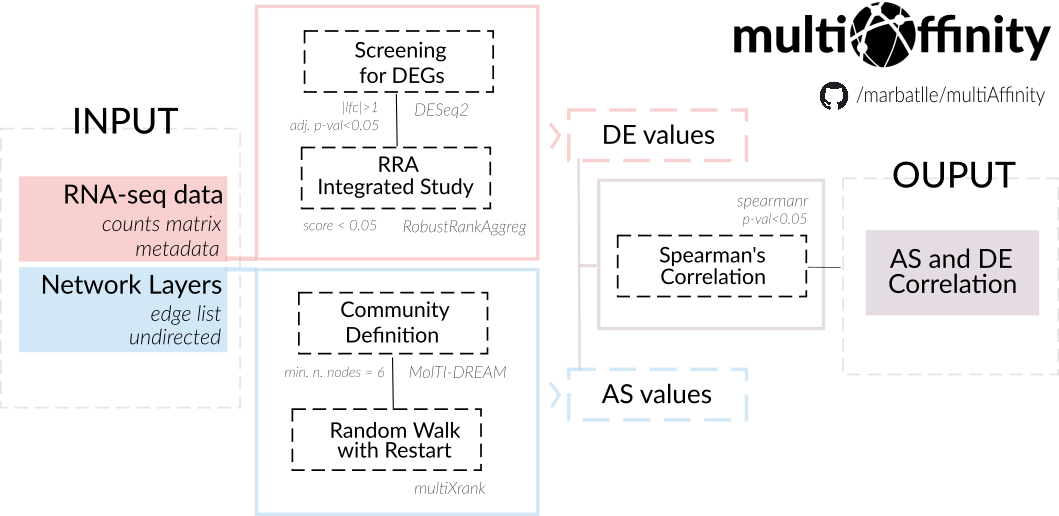 multiAffinity
/marbatlle/multiAffinity
INPUT
RNA-seq data
counts matrix
metadata
Network Layers
edge list
undirected
Screening
for DEGs
|lfc|>1
adj. p-val<0.05
DESeq2
RRA
Integrated Study
score < 0.05
RobustRankAggreg
Community
Definition
min. n. nodes = 6
MolTI-DREAM
Random Walk
with Restart
multiXrank
DE values
AS values
spearmanr
p-val<0.05
Spearman's
Correlation
OUPUT
AS and DE
Correlation